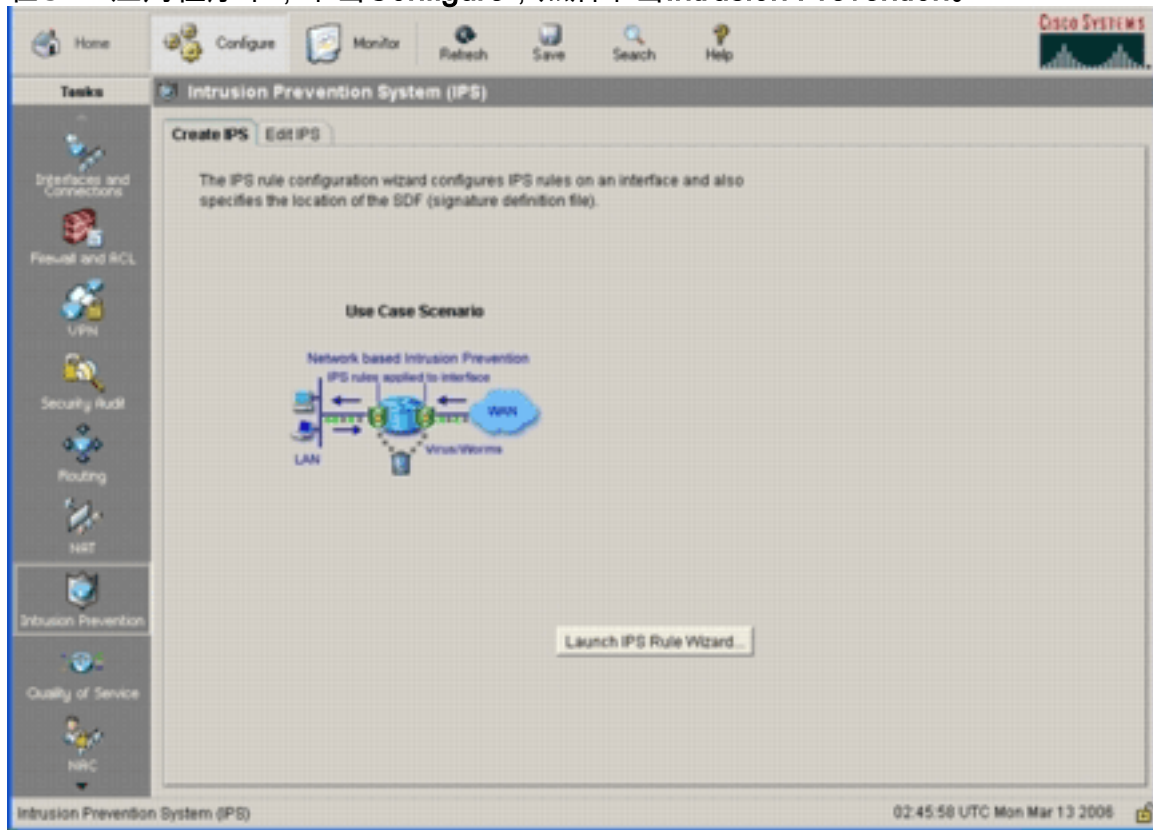 Cisco Systems
Home
Configure
Monitor
Refresh
Save
Search
Help
Tasks
Intrusion Prevention System (IPS)
Create IPS
Edit IPS
The IPS rule configuration wizard configures IPS rules on an interface and also
specifies the location of the SDF (signature definition file).
Interfaces and
Connections
Firewall and ACL
VPN
Security Audit
Routing
NAT
Intrusion Prevention
Quality of Service
NAC
Use Case Scenario
Network based Intrusion Prevention
IPS rules applied to interface
WAN
LAN
Virus/Worms
Launch IPS Rule Wizard...
Intrusion Prevention System (IPS)
02:45:58 UTC Mon Mar 13 2006